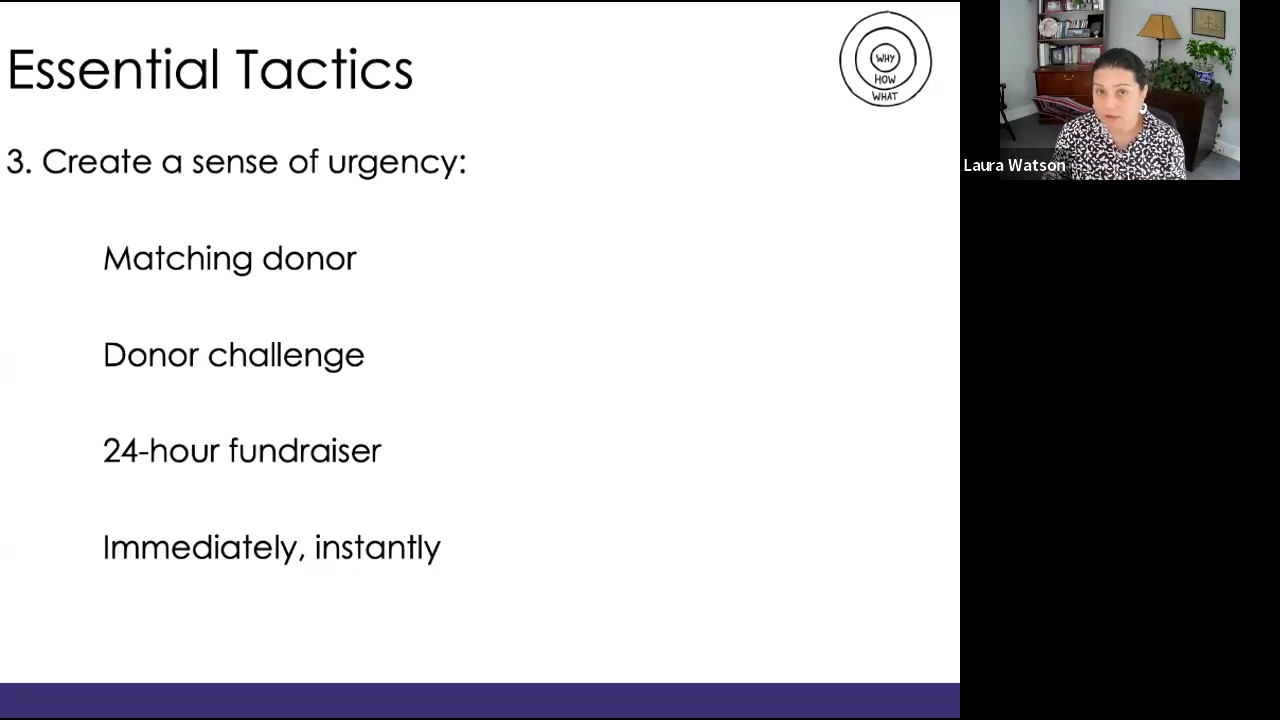 Essential Tactics
WHY
HOW
WHAT
3. Create a sense of urgency:
Matching donor
Donor challenge
24-hour fundraiser
Immediately, instantly
Laura Watson